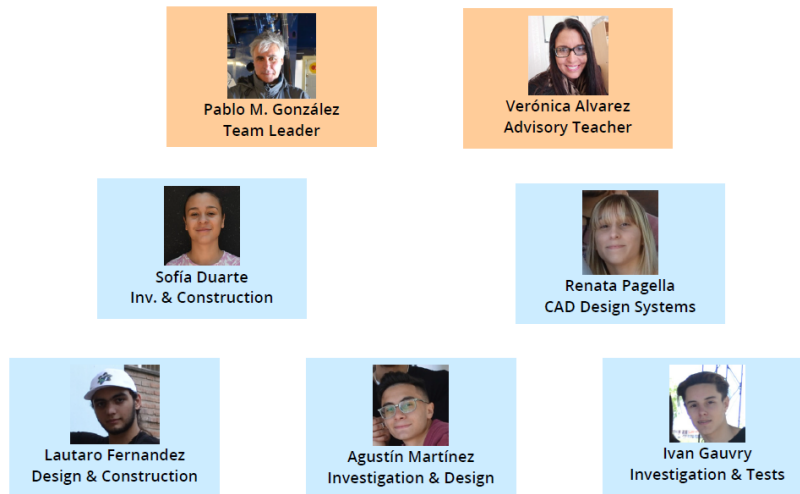 Pablo M. González
Team Leader
Verónica Alvarez
Advisory Teacher
Sofía Duarte
Inv. & Construction
Renata Pagella
CAD Design Systems
Lautaro Fernandez
Design & Construction
Agustín Martínez
Investigation & Design
Ivan Gauvry
Investigation & Tests